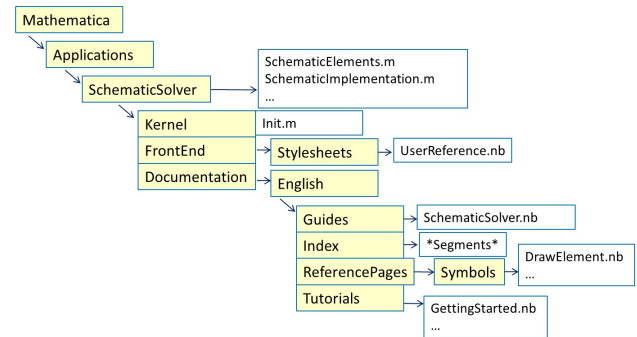 Mathematica
Applications
SchematicSolver
SchematicElements.m
SchematicImplementation.m
...
Kernel
Init.m
FrontEnd
Stylesheets
UserReference.nb
Documentation
English
Guides
SchematicSolver.nb
Index
*Segments*
ReferencePages
Symbols
DrawElement.nb
...
Tutorials
GettingStarted.nb
...